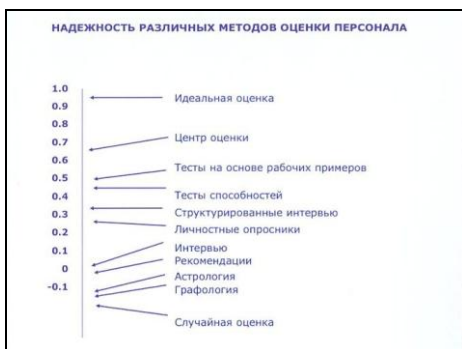 НАДЕЖНОСТЬ РАЗЛИЧНЫХ МЕТОДОВ ОЦЕНКИ ПЕРСОНАЛА
1.0
0.9
0.8
0.7
0.6
0.5
0.4
0.3
0.2
0.1
0
-0.1
Идеальная оценка
Центр оценки
Тесты на основе рабочих примеров
Тесты способностей
Структурированные интервью
Личностные опросники
Интервью
Рекомендации
Астрология
Графология
Случайная оценка